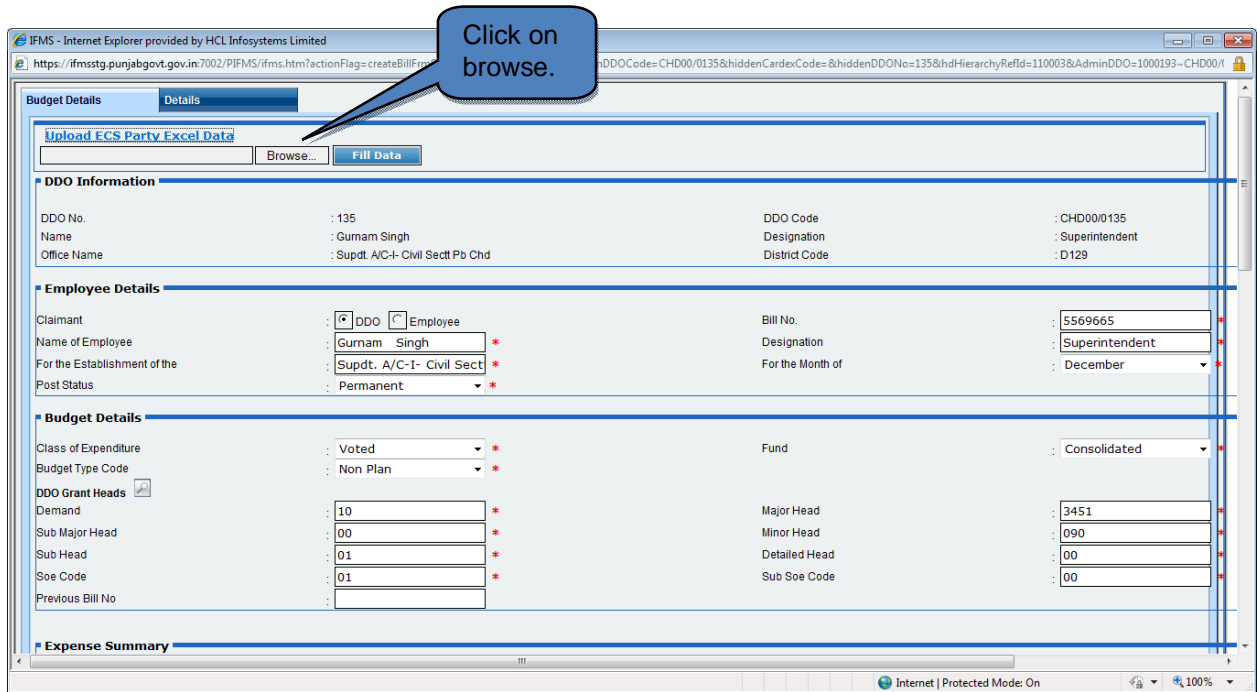 Click on
browse.
IFMS - Internet Explorer provided by HCL Infosystems Limited
https://ifmsstg.punjabgovt.gov.in:7002/PIFMS/ifms.htm?actionFlag=createBillFrm inDDOCode=CHD00/0135&hiddenCardexCode=&hiddenDDONo=135&hdHierarchyRefId=110003&AdminDDO=1000193~CHD00/(
Budget Details Details
Upload ECS Party Excel Data
Browse... Fill Data
DDO Information
DDO No. : 135 DDO Code : CHD00/0135
Name : Gurnam Singh Designation : Superintendent
Office Name : Supdt. A/C-I- Civil Sectt Pb Chd District Code : D129
Employee Details
Claimant : DDO Employee Bill No. : 5569665 *
Name of Employee : Gurnam Singh * Designation : Superintendent *
For the Establishment of the : Supdt. A/C-I- Civil Sect * For the Month of : December *
Post Status : Permanent *
Budget Details
Class of Expenditure : Voted * Fund : Consolidated *
Budget Type Code : Non Plan *
DDO Grant Heads
Demand : 10 * Major Head : 3451 *
Sub Major Head : 00 * Minor Head : 090 *
Sub Head : 01 * Detailed Head : 00 *
Soe Code : 01 * Sub Soe Code : 00 *
Previous Bill No :
Expense Summary
Internet | Protected Mode: On 100%